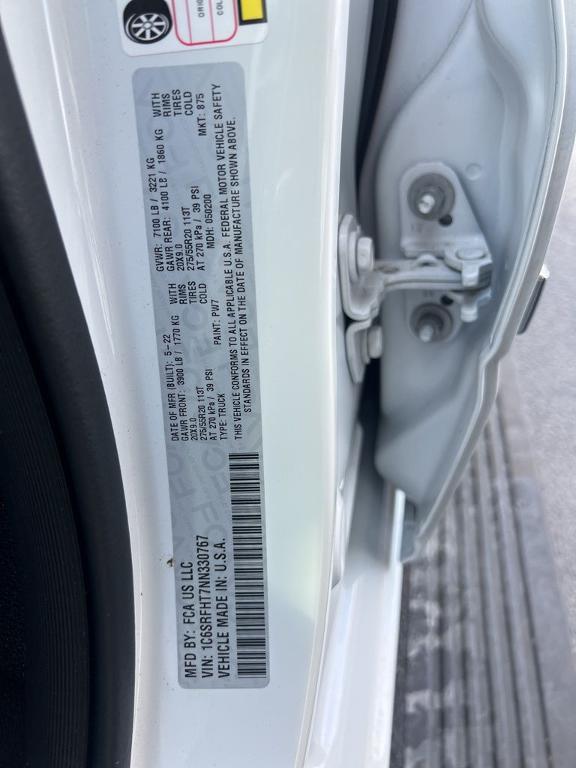 ORIG
COL
MFD BY: FCA US LLC
VIN: 1C6SRFHT7NN330767
VEHICLE MADE IN: U.S.A.
DATE OF MFR (BUILT): 5-22
GAWR FRONT: 3900 LB / 1770 KG WITH
20X9.0 RIMS
275/55R20 113T TIRES
AT 270 kPa / 39 PSI COLD
TYPE: TRUCK
PAINT: PW7
GVWR: 7100 LB / 3221 KG
GAWR REAR: 4100 LB / 1860 KG WITH
20X9.0 RIMS
275/55R20 113T TIRES
AT 270 kPa / 39 PSI COLD
MDH: 050200
MKT: 875
THIS VEHICLE CONFORMS TO ALL APPLICABLE U.S.A. FEDERAL MOTOR VEHICLE SAFETY
STANDARDS IN EFFECT ON THE DATE OF MANUFACTURE SHOWN ABOVE.